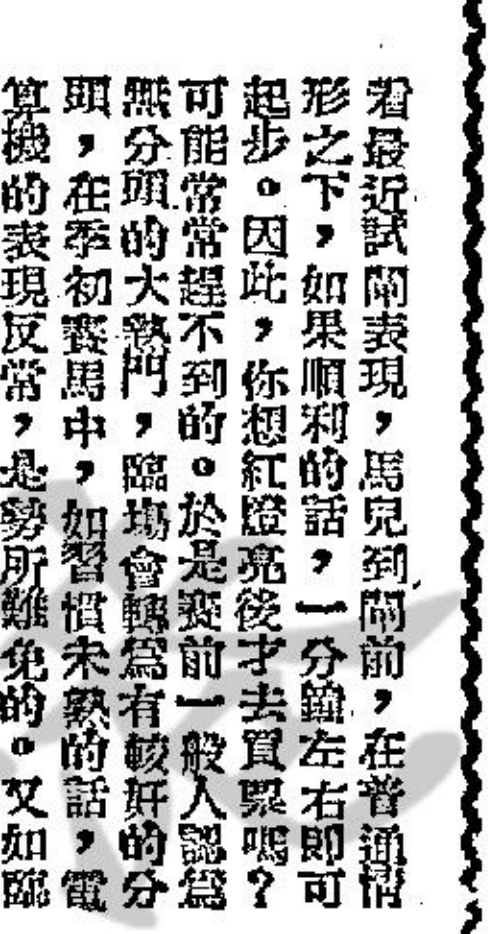 看最近試閘表現，馬兒到閘前，在普通情
形之下，如果順利的話，一分鐘左右即可
起步。因此，你想紅燈亮後才去買票嗎？
可能常常趕不到的。於是賽前一般人認爲
無分頭的大熱門，臨場會轉爲有較好的分
頭，在季初賽馬中，如習慣未熟的話，電
算機的表現反常，是勢所難免的。又如臨